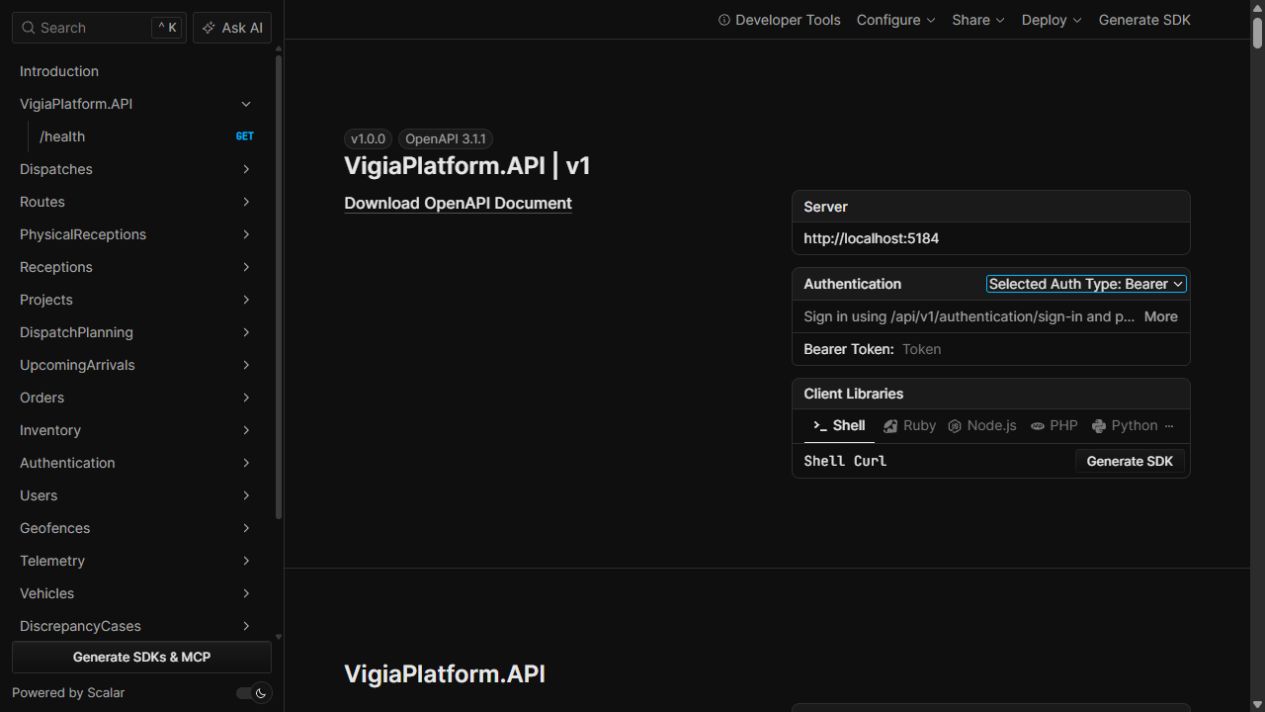 Search
^ K
Ask AI
Introduction
VigiaPlatform.API
/health GET
Dispatches
Routes
PhysicalReceptions
Receptions
Projects
DispatchPlanning
UpcomingArrivals
Orders
Inventory
Authentication
Users
Geofences
Telemetry
Vehicles
DiscrepancyCases
Generate SDKs & MCP
Powered by Scalar
Developer Tools Configure Share Deploy Generate SDK
v1.0.0 OpenAPI 3.1.1
VigiaPlatform.API | v1
Download OpenAPI Document
Server
http://localhost:5184
Authentication Selected Auth Type: Bearer
Sign in using /api/v1/authentication/sign-in and p... More
Bearer Token: Token
Client Libraries
>_ Shell Ruby Node.js PHP Python ···
Shell Curl Generate SDK
VigiaPlatform.API